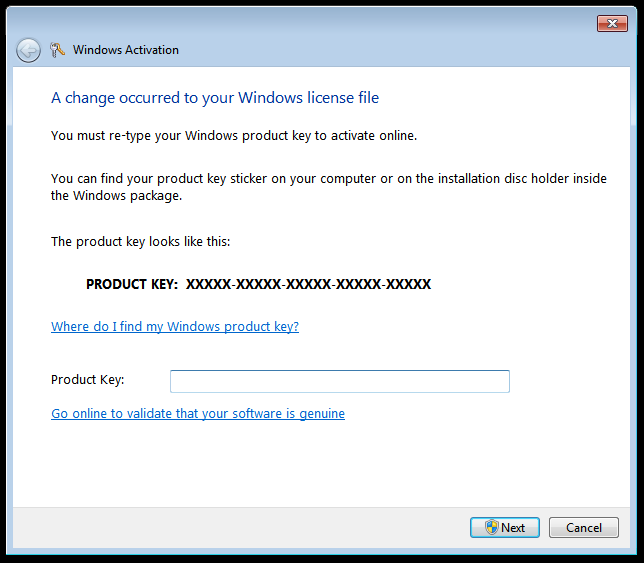 Windows Activation
A change occurred to your Windows license file
You must re-type your Windows product key to activate online.
You can find your product key sticker on your computer or on the installation disc holder inside
the Windows package.
The product key looks like this:
PRODUCT KEY: XXXXX-XXXXX-XXXXX-XXXXX-XXXXX
Where do I find my Windows product key?
Product Key:
Go online to validate that your software is genuine
Next Cancel